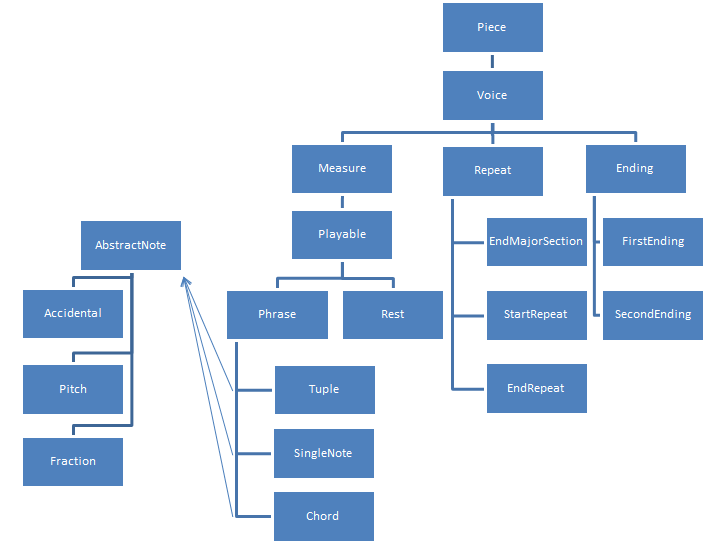 Piece
Voice
Measure
Repeat
Ending
Playable
AbstractNote
EndMajorSection
FirstEnding
Accidental
Phrase
Rest
StartRepeat
SecondEnding
Pitch
Tuple
EndRepeat
Fraction
SingleNote
Chord